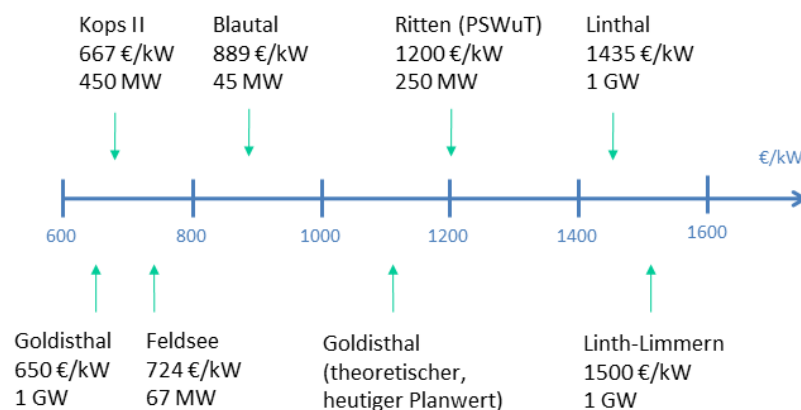 Kops II
667 €/kW
450 MW
Blautal
889 €/kW
45 MW
Ritten (PSWuT)
1200 €/kW
250 MW
Linthal
1435 €/kW
1 GW
€/kW
600
800
1000
1200
1400
1600
Goldisthal
650 €/kW
1 GW
Feldsee
724 €/kW
67 MW
Goldisthal
(theoretischer,
heutiger Planwert)
Linth-Limmern
1500 €/kW
1 GW